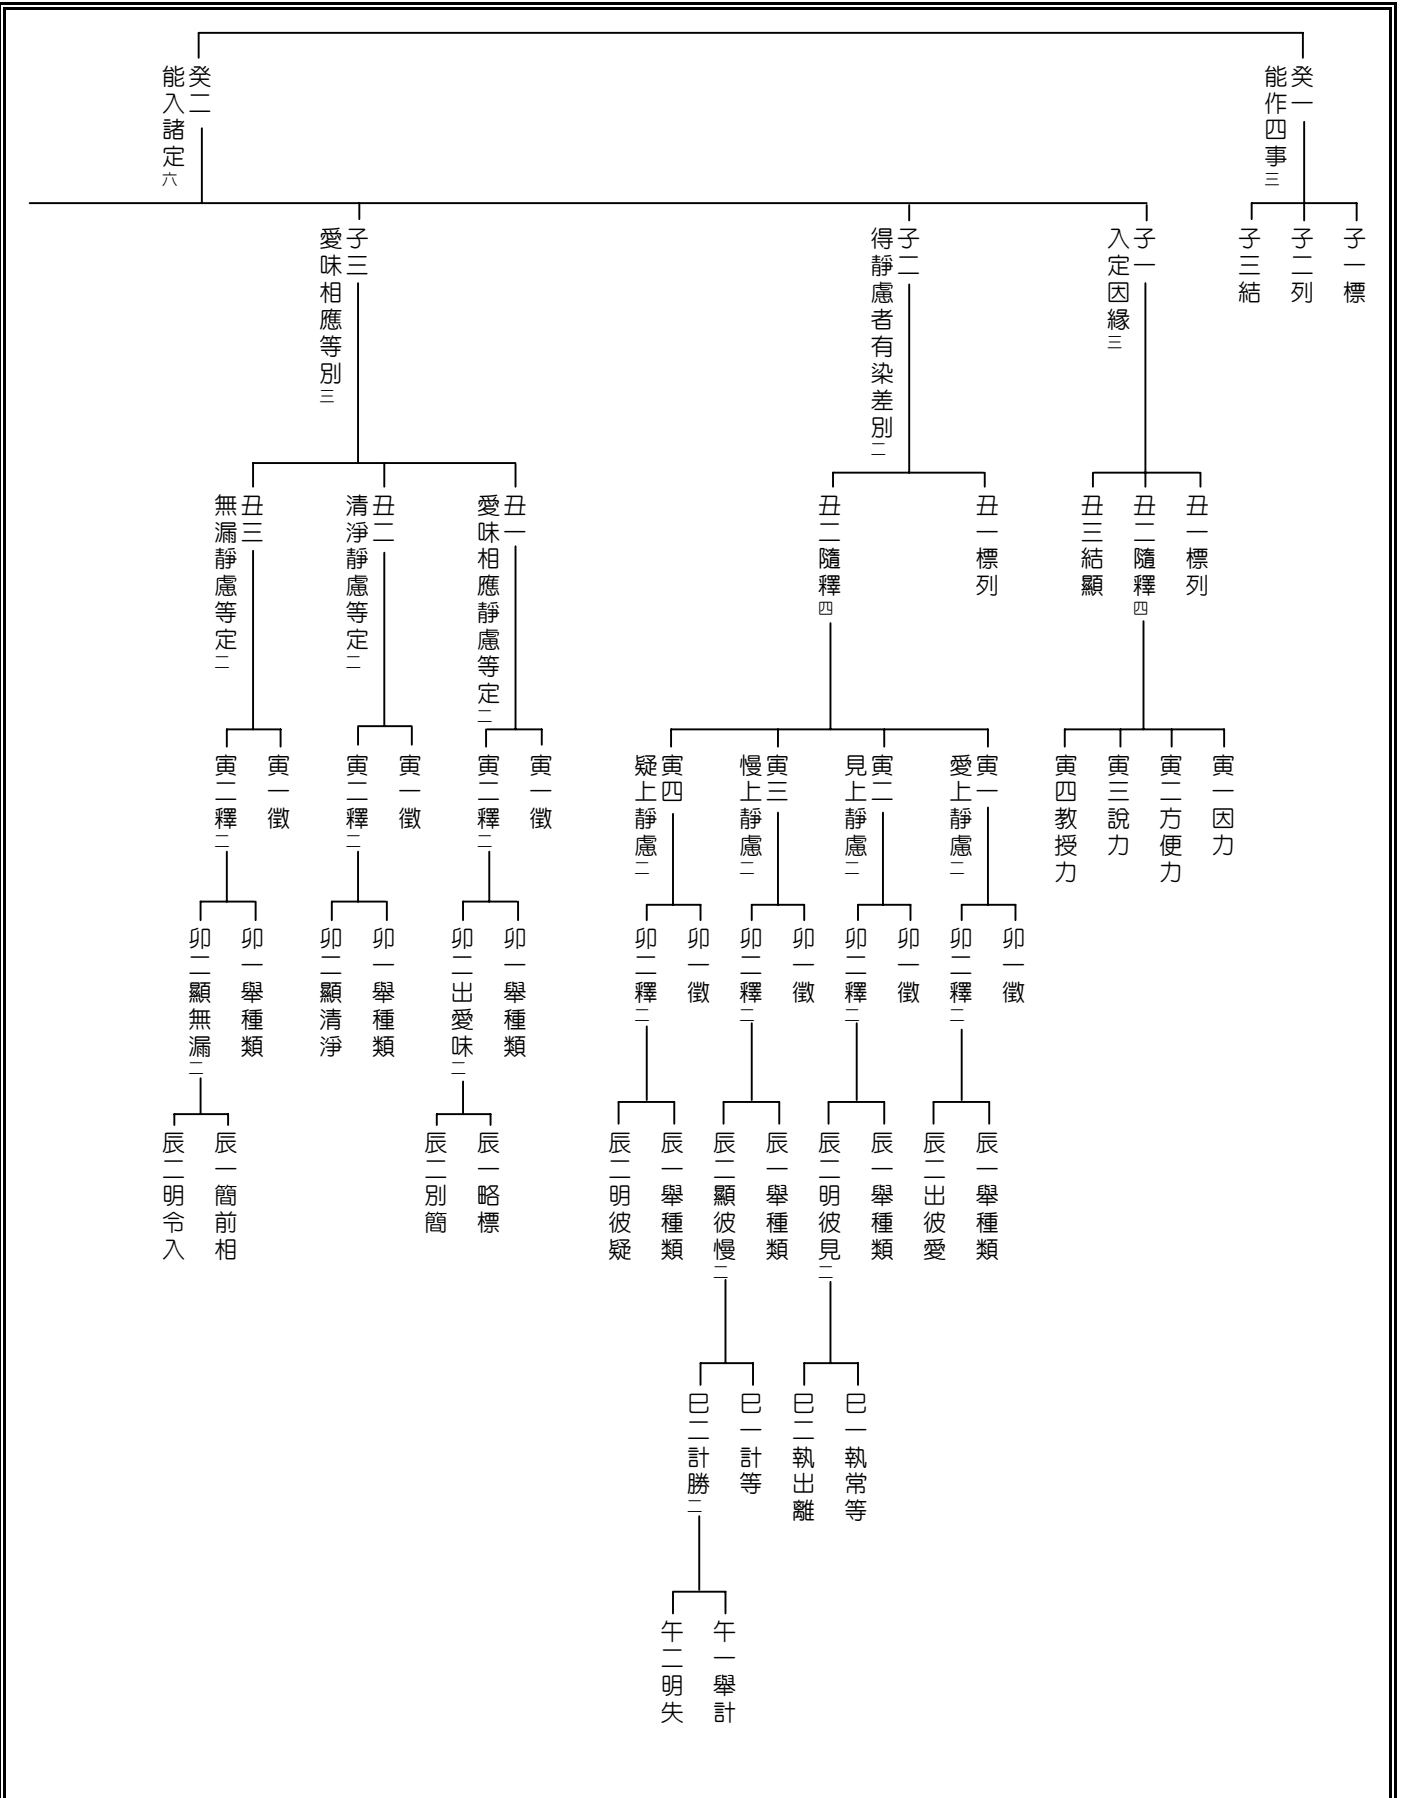 癸一
能作四事三
子一標
子二列
子三結
癸二
能入諸定六
子一
入定因緣三
丑一標列
丑二隨釋四
寅一因力
寅二方便力
寅三說力
寅四教授力
丑三結顯
子二
得靜慮者有染差別二
丑一標列
丑二隨釋四
寅一
愛上靜慮二
卯一徵
卯二釋二
辰一舉種類
辰二出彼愛
寅二
見上靜慮二
卯一徵
卯二釋二
辰一舉種類
辰二明彼見二
巳一執常等
巳二執出離
寅三
慢上靜慮二
卯一徵
卯二釋二
辰一舉種類
辰二顯彼慢二
巳一計等
巳二計勝二
午一舉計
午二明失
寅四
疑上靜慮二
卯一徵
卯二釋二
辰一舉種類
辰二明彼疑
子三
愛味相應等別三
丑一
愛味相應靜慮等定二
寅一徵
寅二釋二
卯一舉種類
卯二出愛味二
辰一略標
辰二別簡
丑二
清淨靜慮等定二
寅一徵
寅二釋二
卯一舉種類
卯二顯清淨
丑三
無漏靜慮等定二
寅一徵
寅二釋二
卯一舉種類
卯二顯無漏二
辰一簡前相
辰二明令入